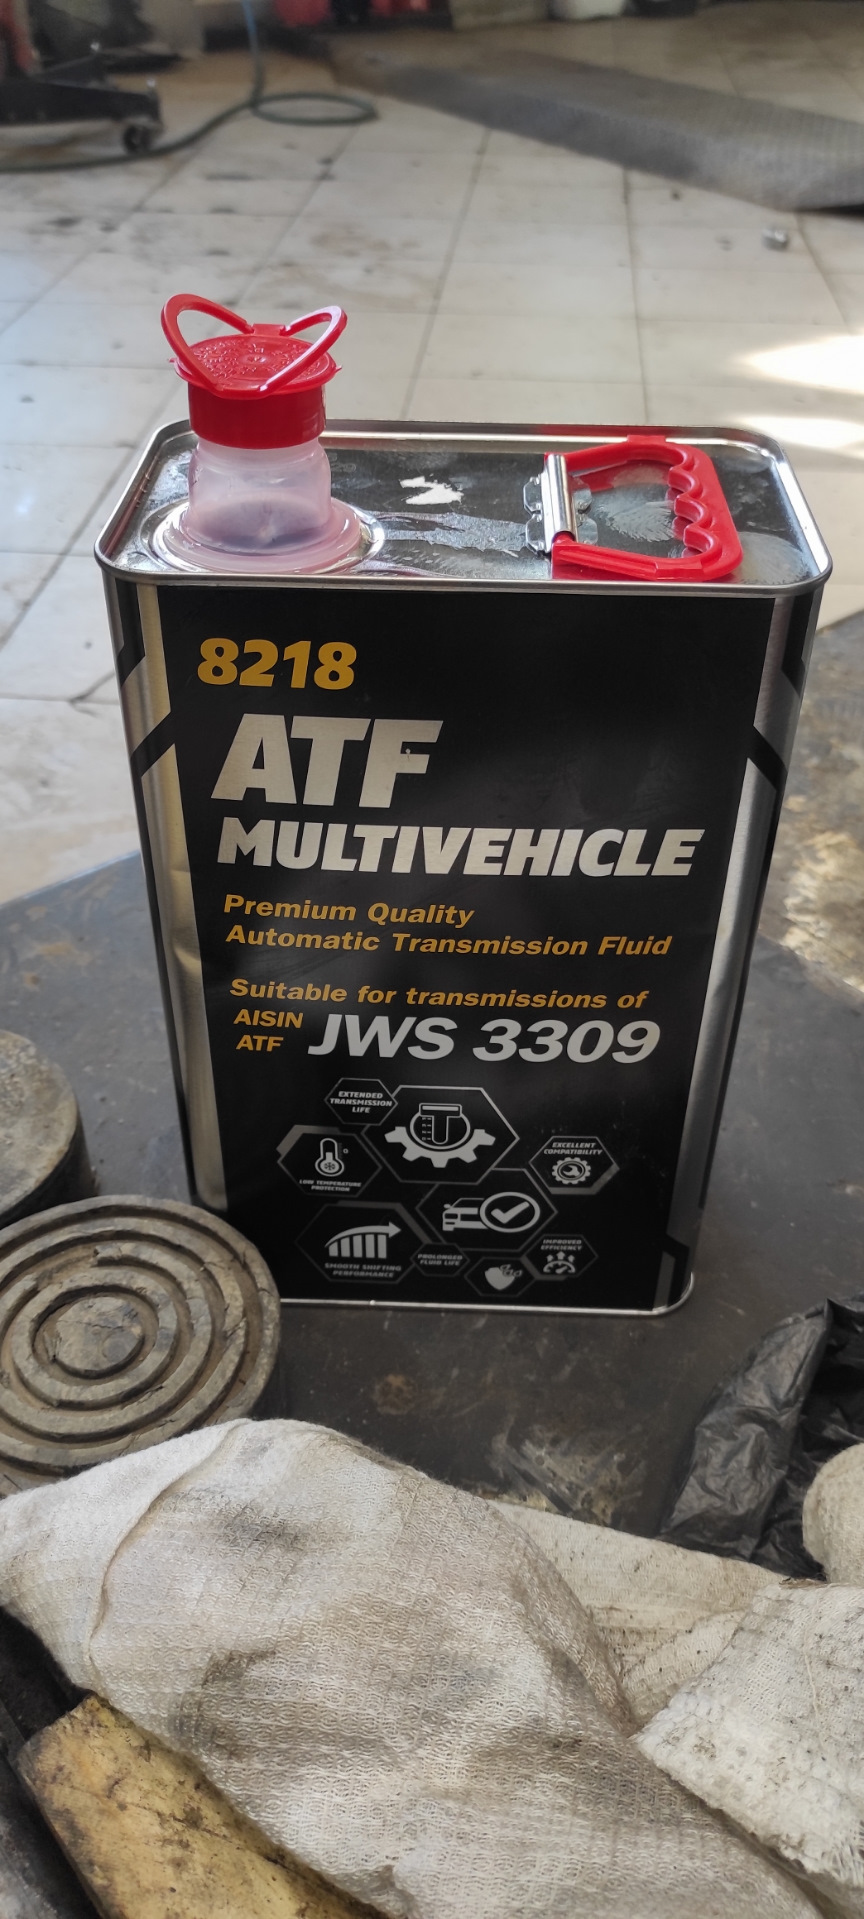 8218
ATF
MULTIVEHICLE
Premium Quality
Automatic Transmission Fluid
Suitable for transmissions of
AISIN
ATF
JWS 3309
EXTENDED
TRANSMISSION
LIFE
LOW TEMPERATURE
PROTECTION
EXCELLENT
COMPATIBILITY
SMOOTH SHIFTING
PERFORMANCE
PROLONGED
FLUID LIFE
IMPROVED
EFFICIENCY